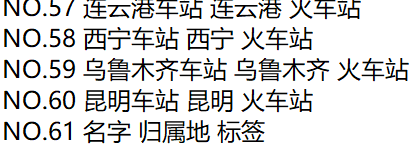 NO.57 连云港车站 连云港 火车站
NO.58 西宁车站 西宁 火车站
NO.59 乌鲁木齐车站 乌鲁木齐 火车站
NO.60 昆明车站 昆明 火车站
NO.61 名字 归属地 标签